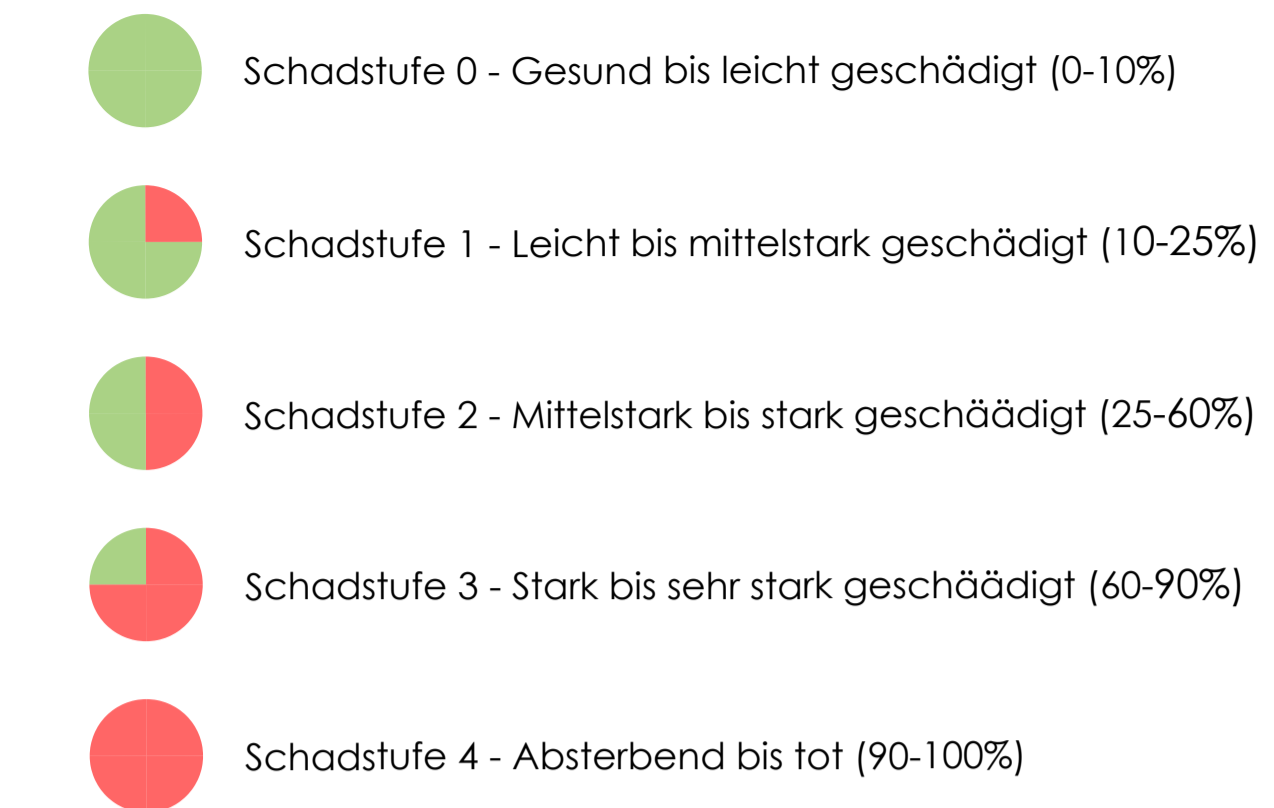 Schadstufe 0 - Gesund bis leicht geschädigt (0-10%)
Schadstufe 1 - Leicht bis mittelstark geschädigt (10-25%)
Schadstufe 2 - Mittelstark bis stark geschäädigt (25-60%)
Schadstufe 3 - Stark bis sehr stark geschäädigt (60-90%)
Schadstufe 4 - Absterbend bis tot (90-100%)